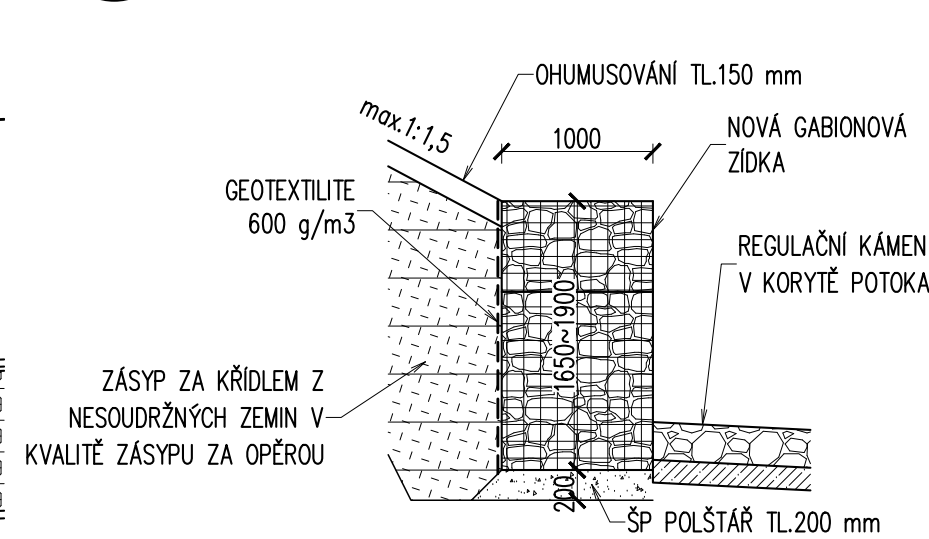 OHUMUSOVÁNÍ TL.150 mm
max.1:1,5
1000
NOVÁ GABIONOVÁ
ZÍDKA
GEOTEXTILITE
600 g/m3
REGULAČNÍ KÁMEN
V KORYTĚ POTOKA
1650~1900
ZÁSYP ZA KŘÍDLEM Z
NESOUDRŽNÝCH ZEMIN V
KVALITĚ ZÁSYPU ZA OPĚROU
200
ŠP POLŠTÁŘ TL.200 mm